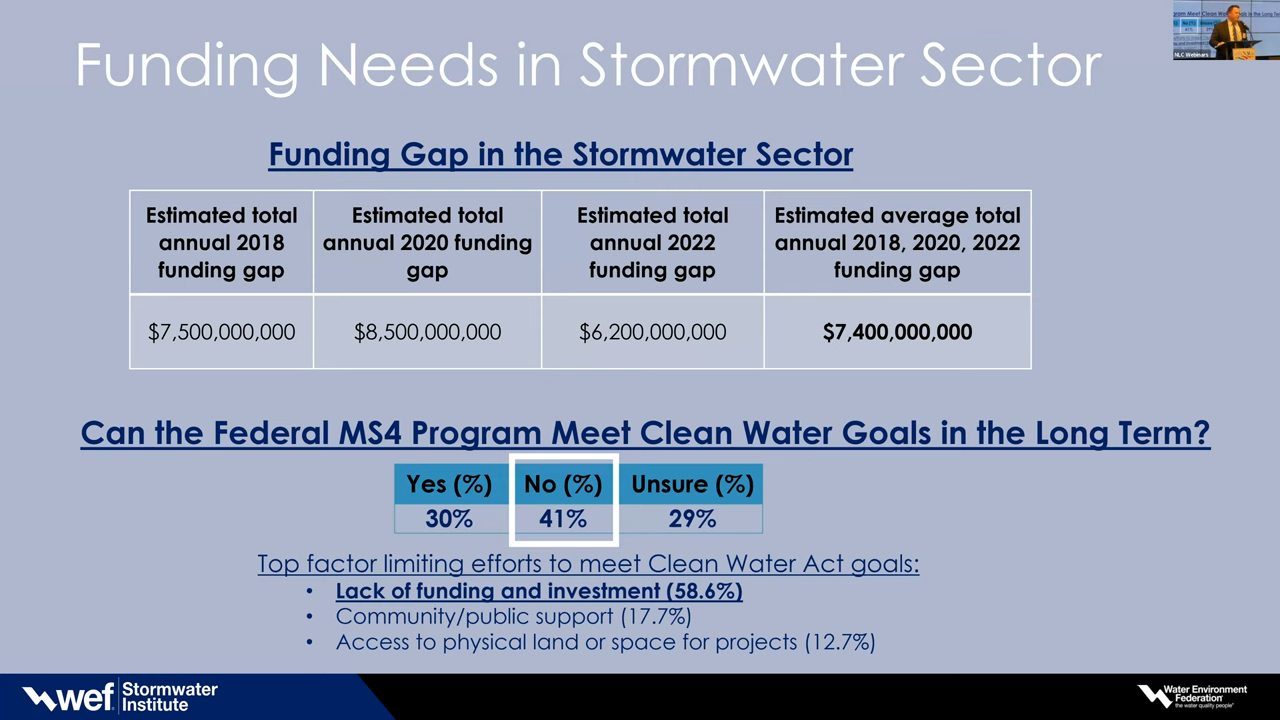 Funding Needs in Stormwater Sector
NLC Webinars
Funding Gap in the Stormwater Sector
Estimated total annual 2018 funding gap
Estimated total annual 2020 funding gap
Estimated total annual 2022 funding gap
Estimated average total annual 2018, 2020, 2022 funding gap
$7,500,000,000
$8,500,000,000
$6,200,000,000
$7,400,000,000
Can the Federal MS4 Program Meet Clean Water Goals in the Long Term?
Yes (%) No (%) Unsure (%)
30% 41% 29%
Top factor limiting efforts to meet Clean Water Act goals:
• Lack of funding and investment (58.6%)
• Community/public support (17.7%)
• Access to physical land or space for projects (12.7%)
wef Stormwater
Institute
Water Environment
Federation
the water quality people